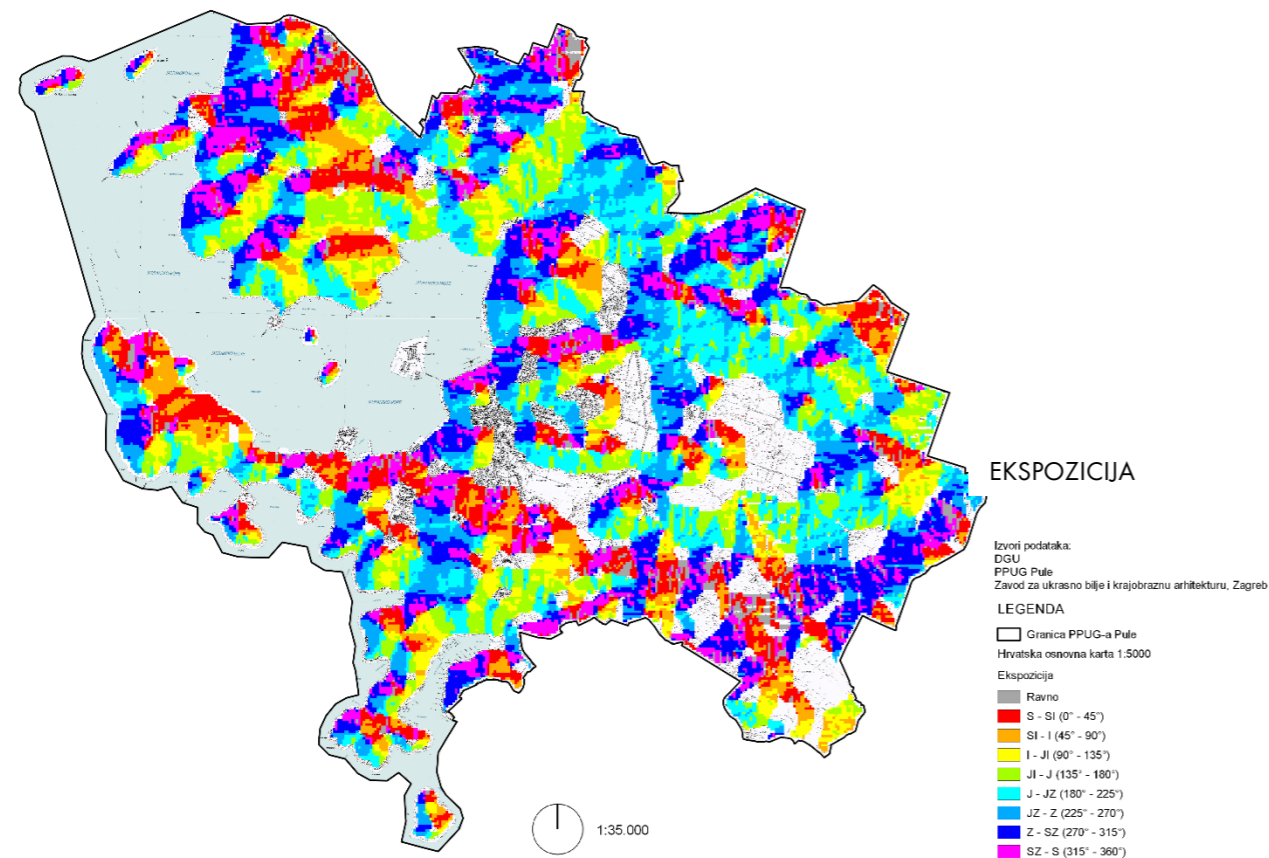 EKSPOZICIJA
Izvori podataka:
DGU
PPUG Pule
Zavod za ukrasno bilje i krajobraznu arhitekturu, Zagreb
LEGENDA
Granica PPUG-a Pule
Hrvatska osnovna karta 1:5000
Ekspozicija
Ravno
S - SI (0° - 45°)
SI - I (45° - 90°)
I - JI (90° - 135°)
JI - J (135° - 180°)
J - JZ (180° - 225°)
JZ - Z (225° - 270°)
Z - SZ (270° - 315°)
SZ - S (315° - 360°)
1:35.000